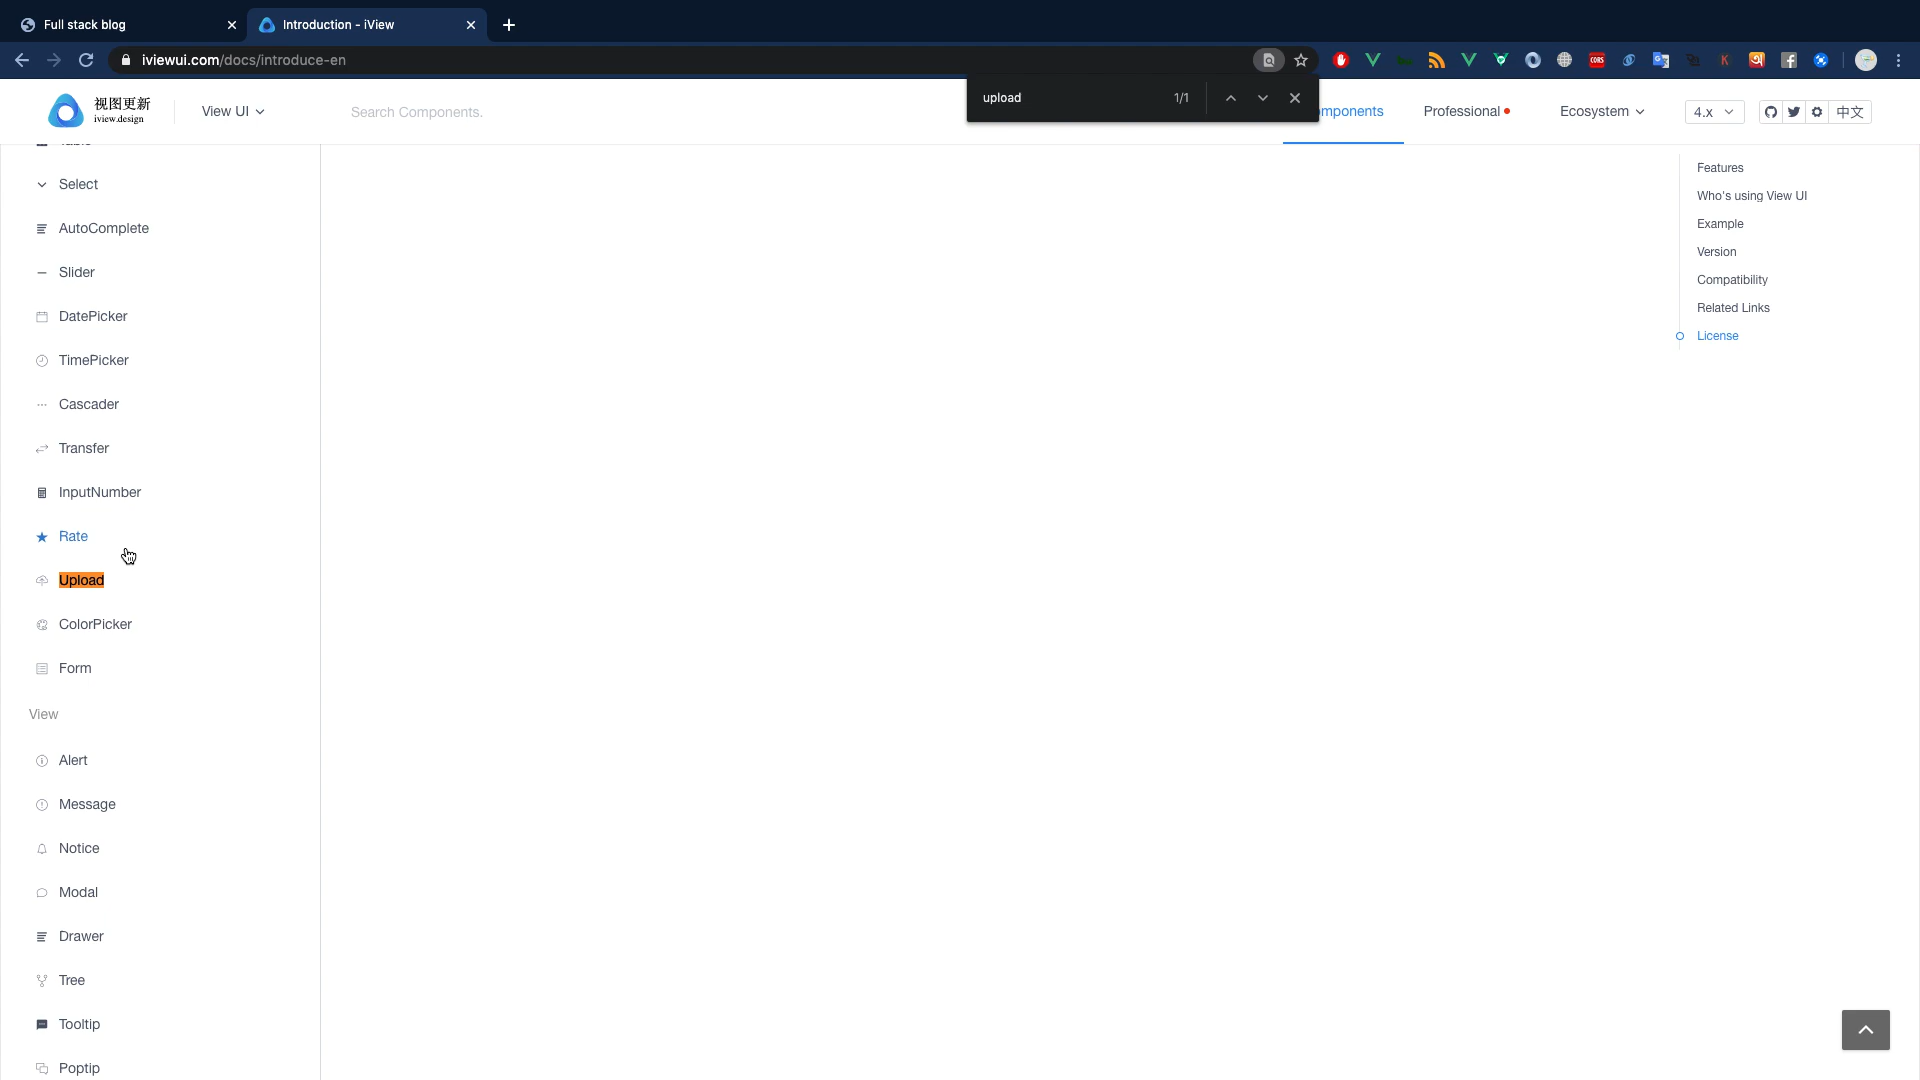 Full stack blog
Introduction - iView
iviewui.com/docs/introduce-en
CORS
upload
1/1
视图更新
iview.design
View UI
Search Components.
mponents
Professional
Ecosystem
4.x
中文
Select
AutoComplete
Slider
DatePicker
TimePicker
Cascader
Transfer
InputNumber
Rate
Upload
ColorPicker
Form
View
Alert
Message
Notice
Modal
Drawer
Tree
Tooltip
Poptip
Features
Who's using View UI
Example
Version
Compatibility
Related Links
License